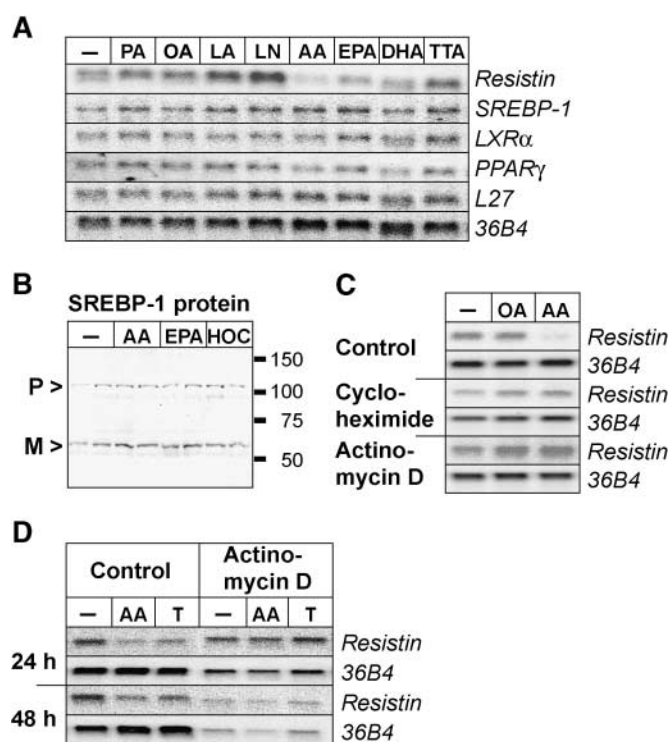 A
— PA OA LA LN AA EPA DHA TTA
Resistin
SREBP-1
LXRα
PPARγ
L27
36B4
B
SREBP-1 protein
— AA EPA HOC
150
P > 100
75
M > 50
C
— OA AA
Control Resistin
36B4
Cyclo-
heximide Resistin
36B4
Actino-
mycin D Resistin
36B4
D
Control Actino-
mycin D
— AA T — AA T
24 h Resistin
36B4
48 h Resistin
36B4